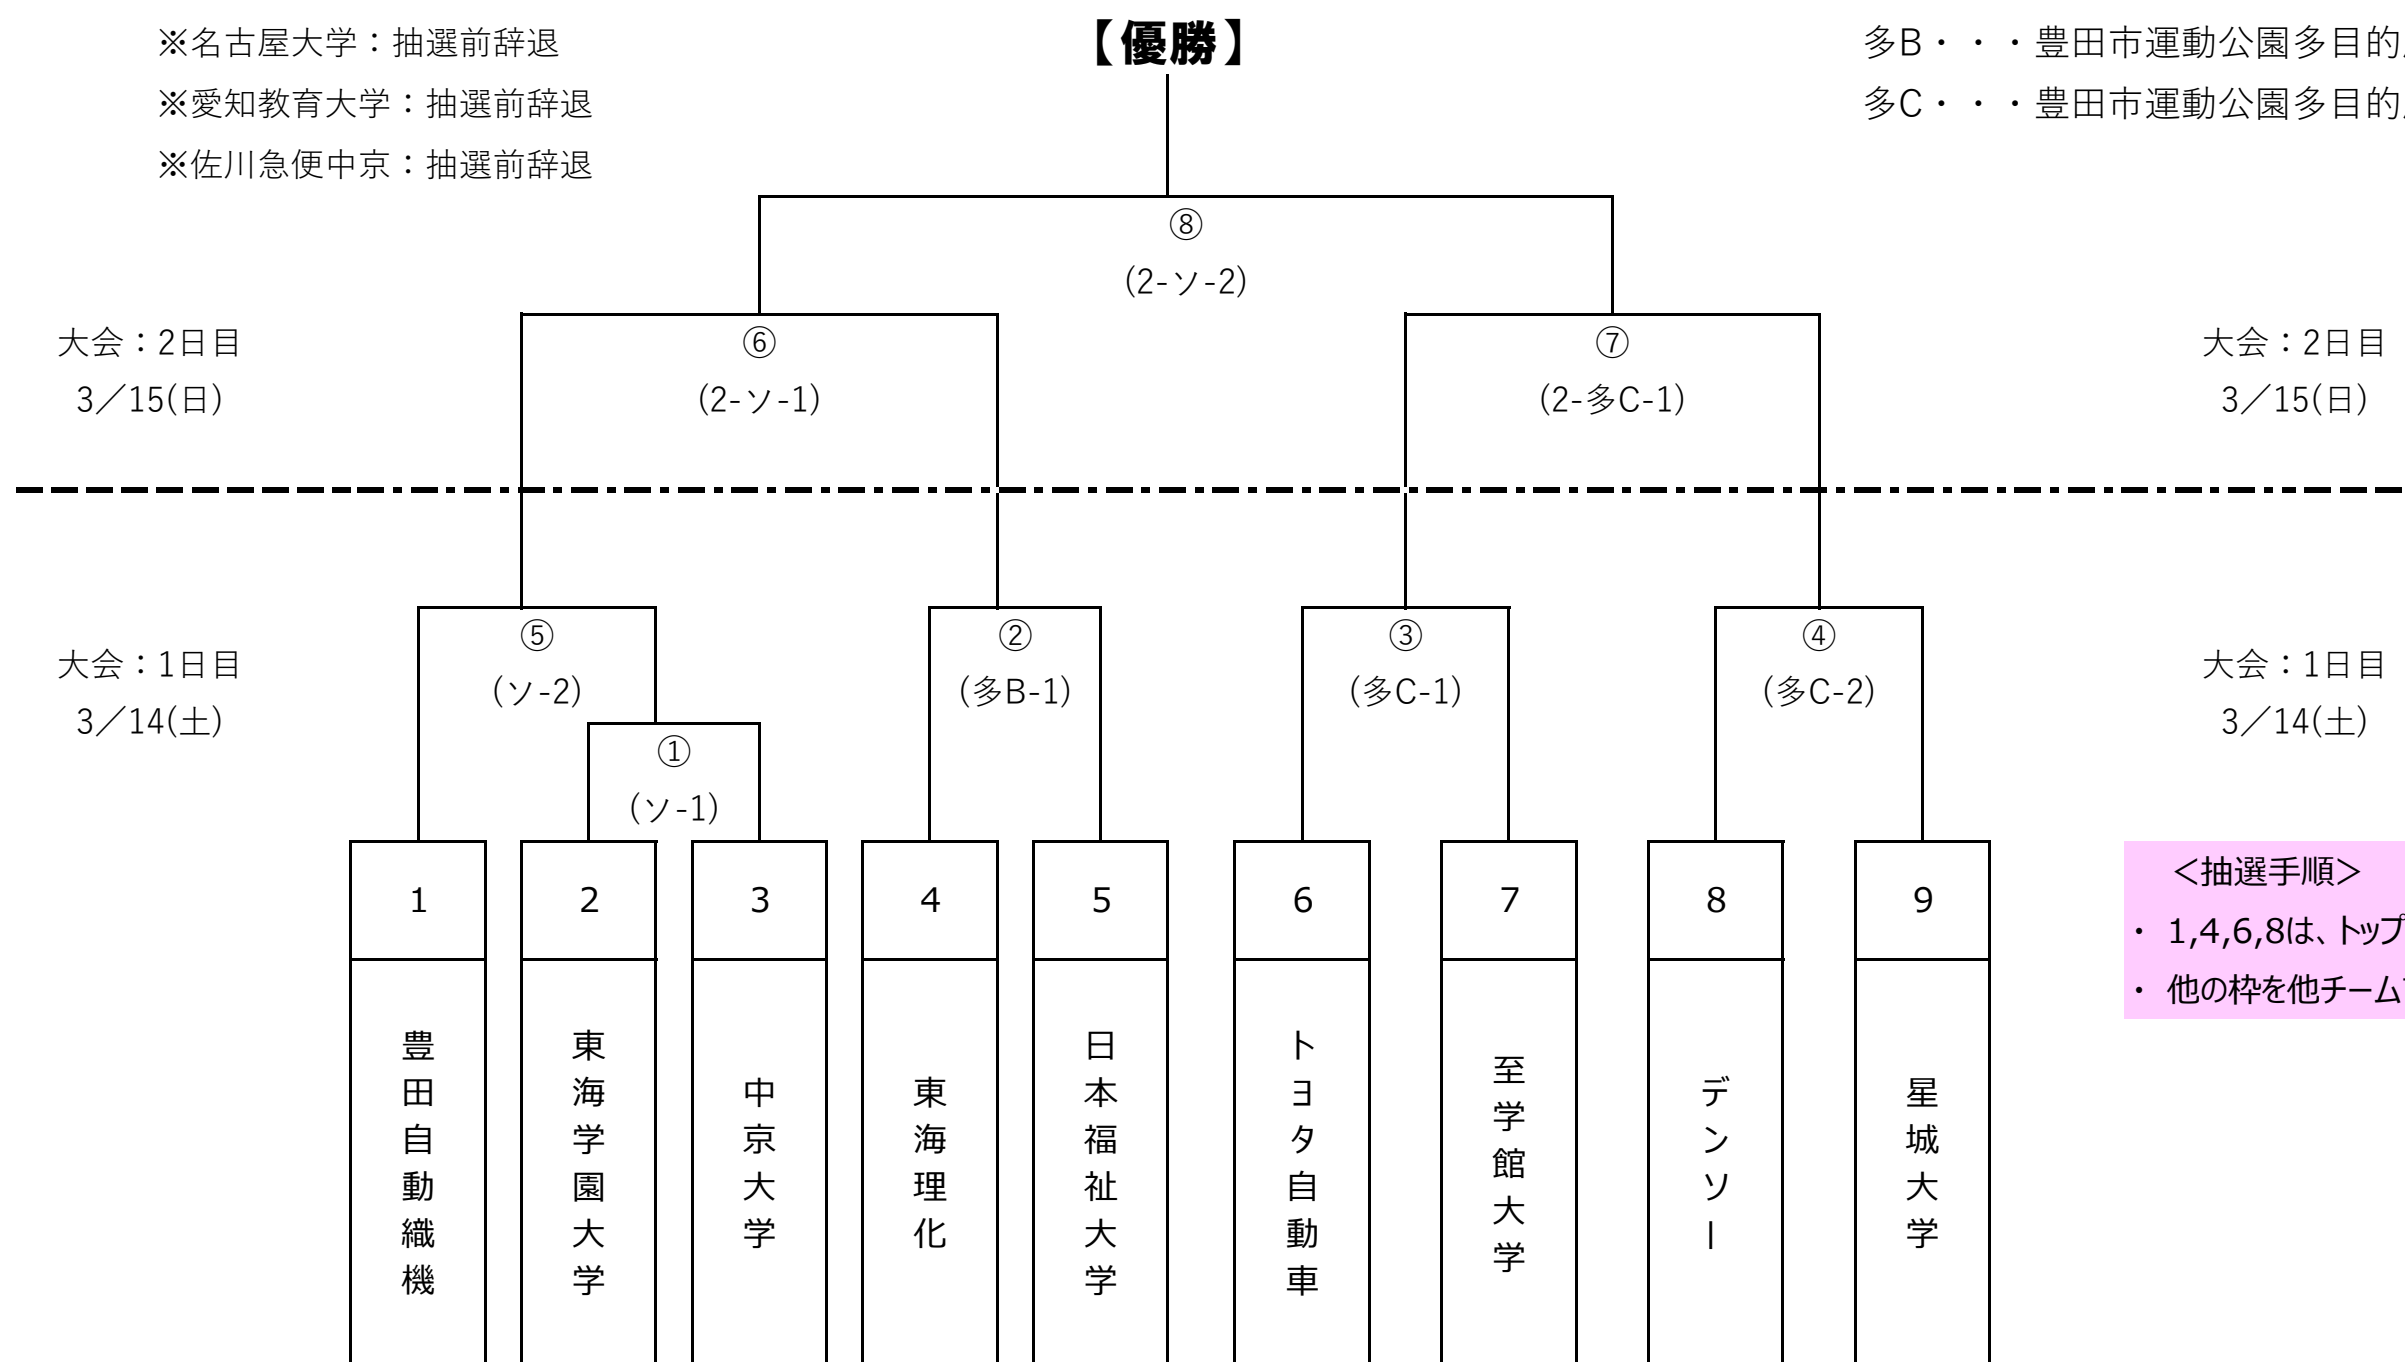 ※名古屋大学：抽選前辞退
※愛知教育大学：抽選前辞退
※佐川急便中京：抽選前辞退
【優勝】
多B・・・豊田市運動公園多目的
多C・・・豊田市運動公園多目的
⑧
(2-ソ-2)
大会：2日目
3／15(日)
⑥
(2-ソ-1)
⑦
(2-多C-1)
大会：2日目
3／15(日)
大会：1日目
3／14(土)
⑤
(ソ-2)
①
(ソ-1)
②
(多B-1)
③
(多C-1)
④
(多C-2)
大会：1日目
3／14(土)
1
2
3
4
5
6
7
8
9
豊田自動織機
東海学園大学
中京大学
東海理化
日本福祉大学
トヨタ自動車
至学館大学
デンソー
星城大学
＜抽選手順＞
・ 1,4,6,8は、トップ
・ 他の枠を他チーム